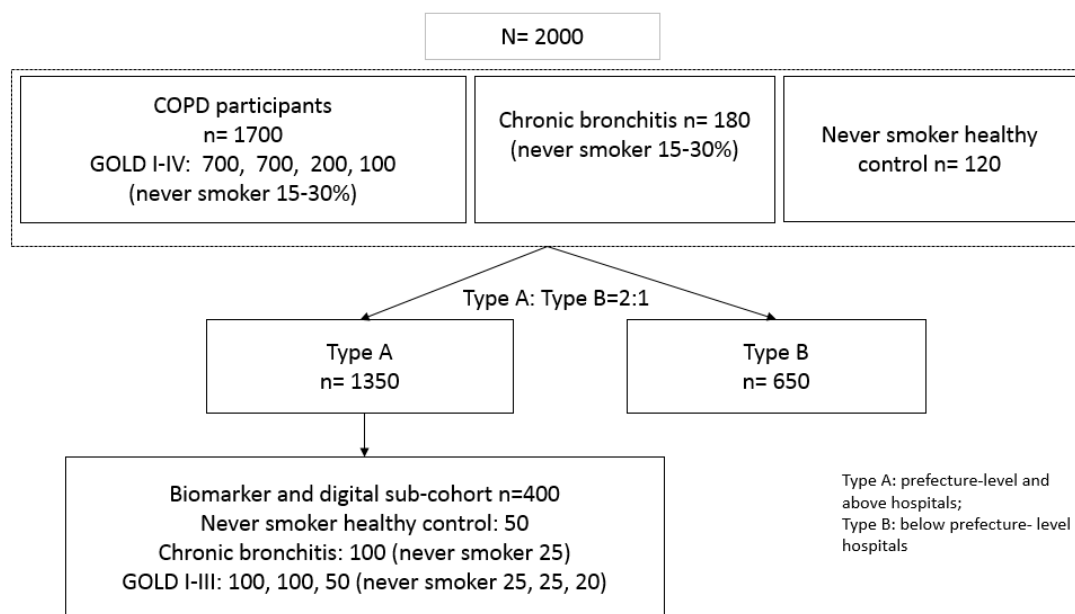 N= 2000
COPD participants
n= 1700
GOLD I-IV: 700, 700, 200, 100
(never smoker 15-30%)
Chronic bronchitis n= 180
(never smoker 15-30%)
Never smoker healthy
control n= 120
Type A: Type B=2:1
Type A
n= 1350
Type B
n= 650
Biomarker and digital sub-cohort n=400
Never smoker healthy control: 50
Chronic bronchitis: 100 (never smoker 25)
GOLD I-III: 100, 100, 50 (never smoker 25, 25, 20)
Type A: prefecture-level and
above hospitals;
Type B: below prefecture- level
hospitals